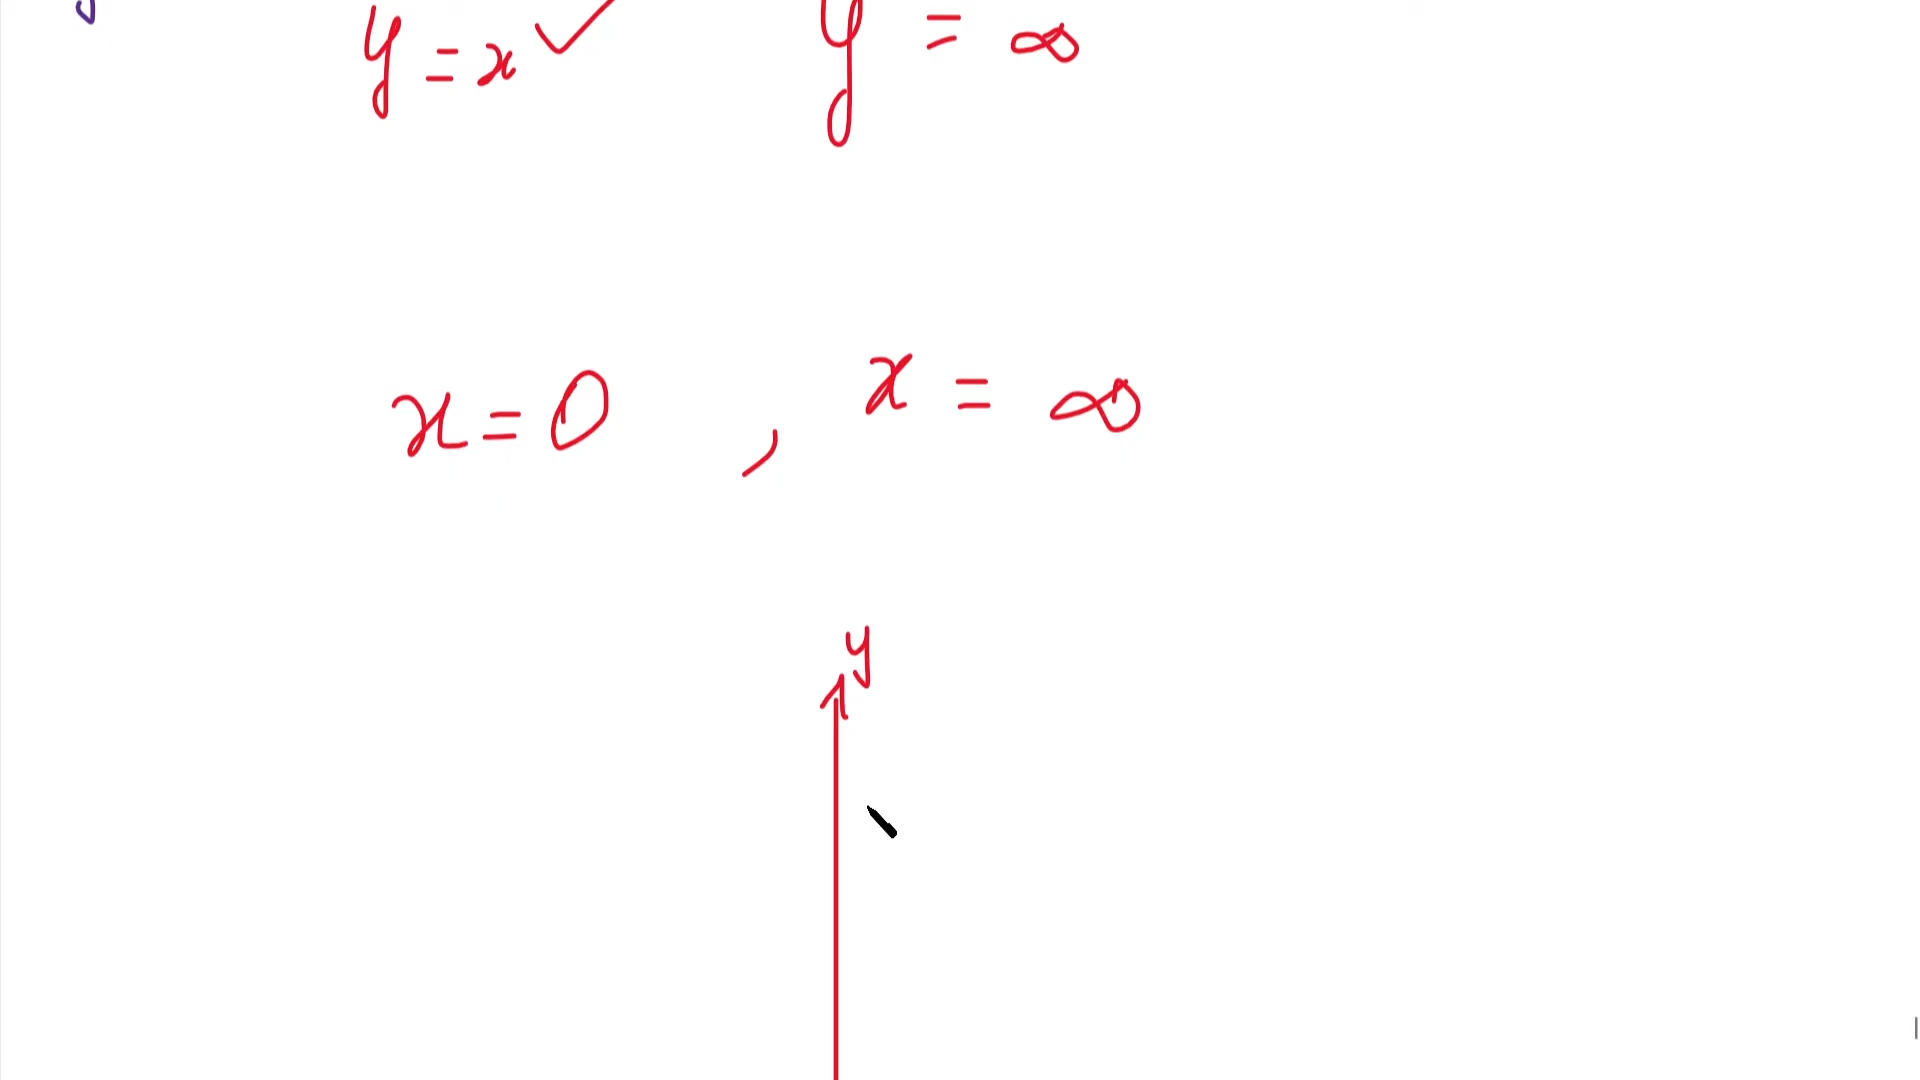 y = x ✓ y = ∞
x = 0 , x = ∞
y